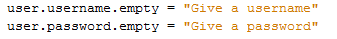 user.username.empty = "Give a username"
user.password.empty = "Give a password"